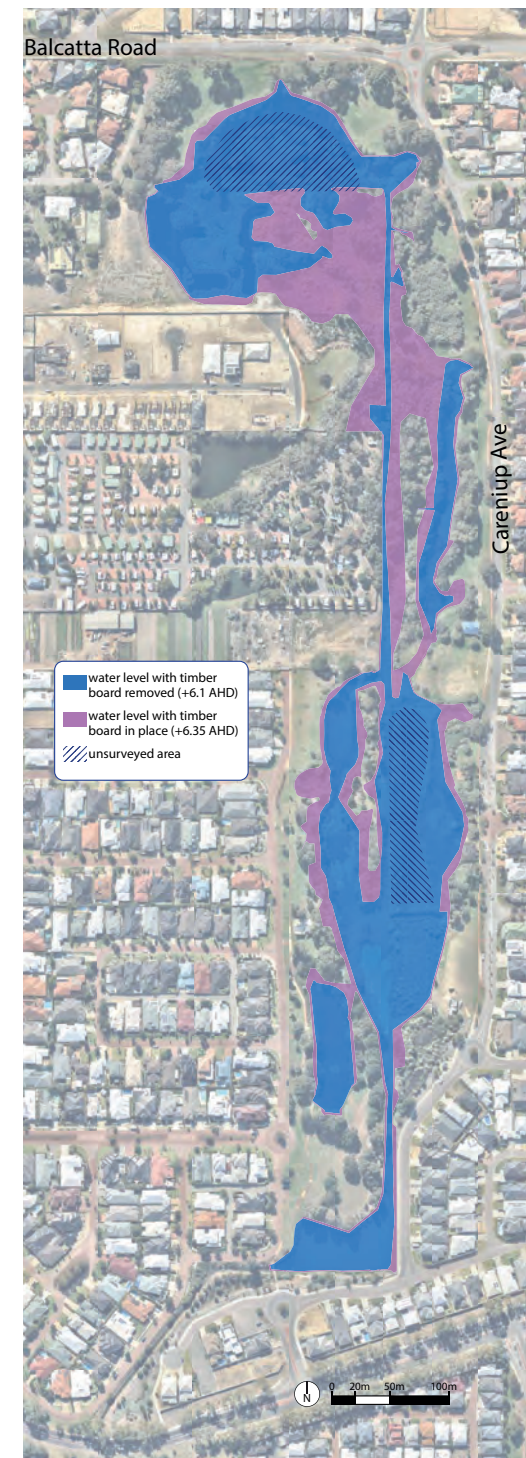 Balcatta Road
Careniup Ave
water level with timber
board removed (+6.1 AHD)
water level with timber
board in place (+6.35 AHD)
unsurveyed area
N
0 20m 50m 100m